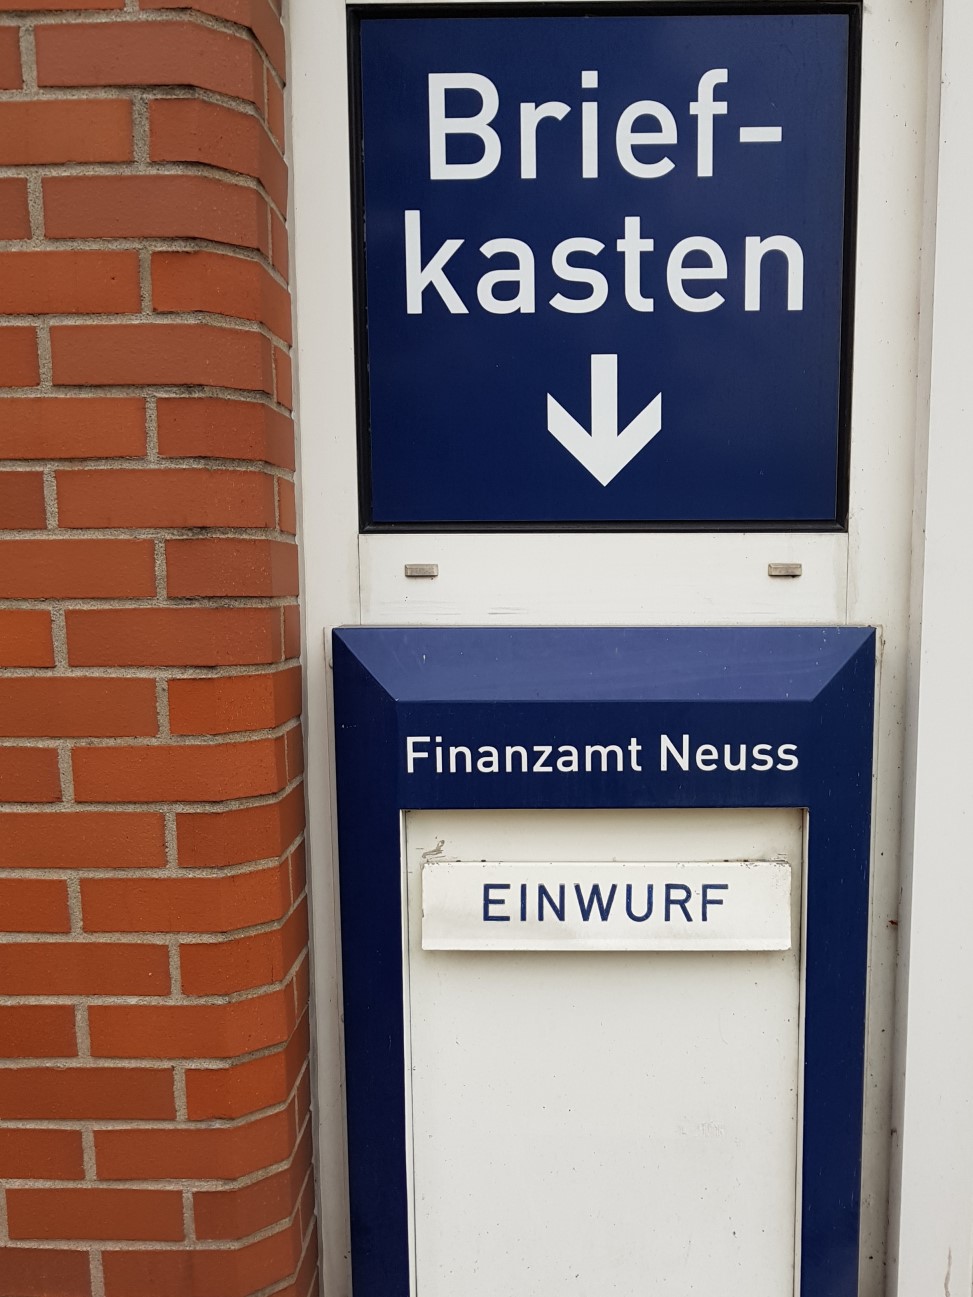 Brief-
kasten
Finanzamt Neuss
EINWURF